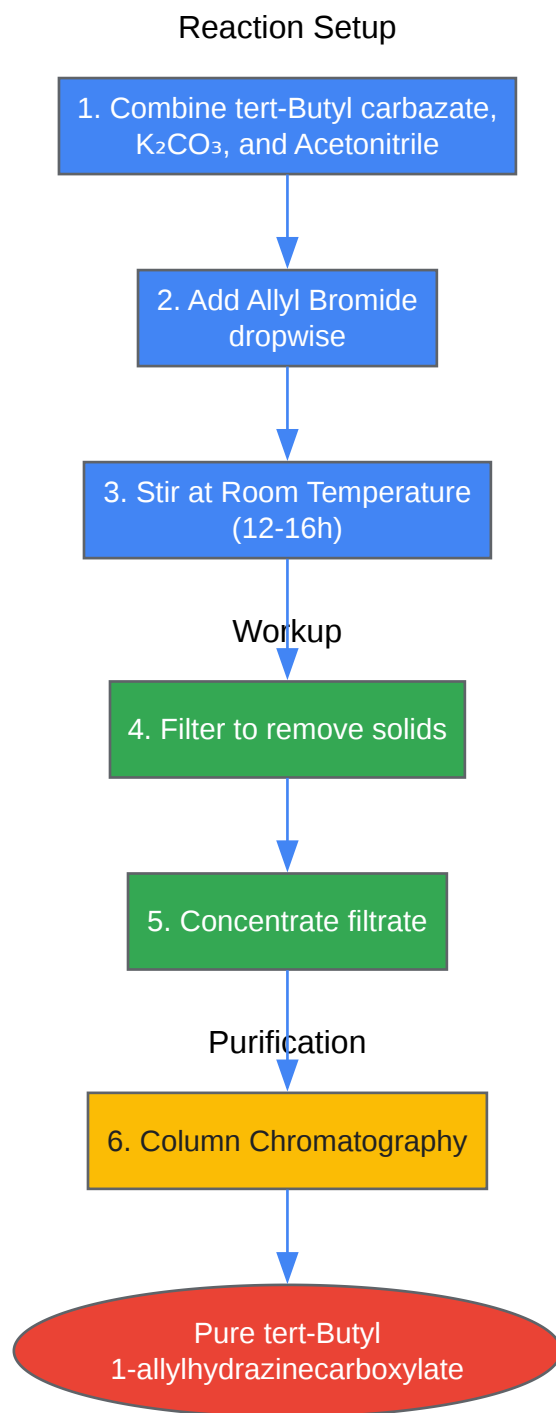 Reaction Setup
1. Combine tert-Butyl carbazate,
K₂CO₃, and Acetonitrile
2. Add Allyl Bromide
dropwise
3. Stir at Room Temperature
(12-16h)
Workup
4. Filter to remove solids
5. Concentrate filtrate
Purification
6. Column Chromatography
Pure tert-Butyl
1-allylhydrazinecarboxylate